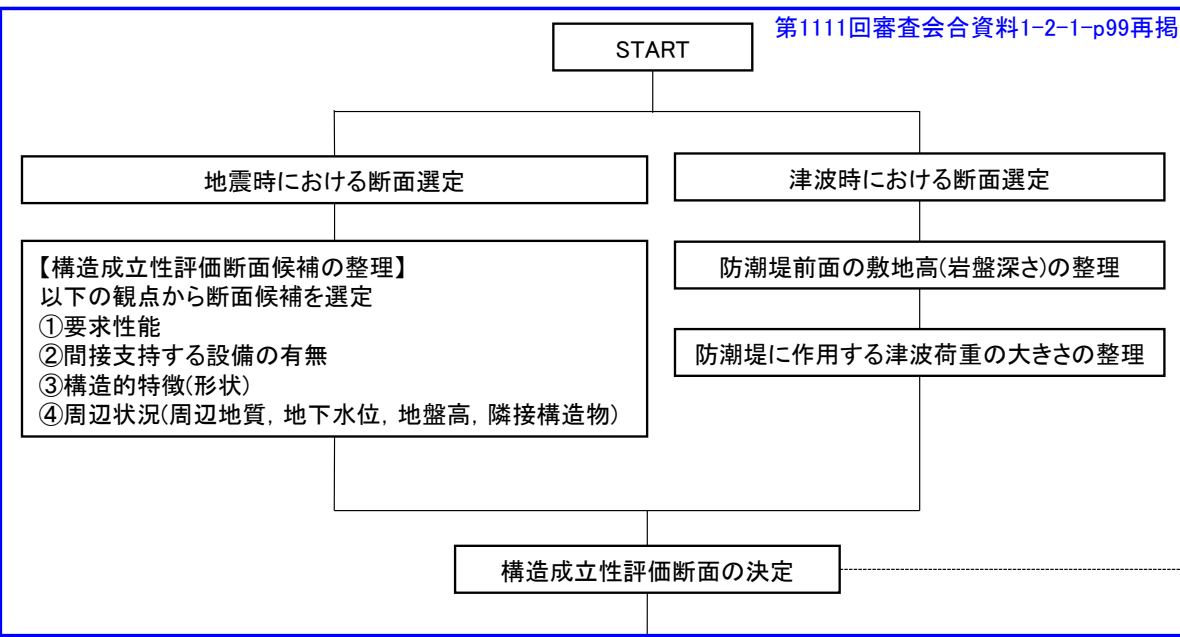 第1111回審査会合資料1-2-1-p99再掲
START
地震時における断面選定
津波時における断面選定
【構造成立性評価断面候補の整理】
以下の観点から断面候補を選定
①要求性能
②間接支持する設備の有無
③構造的特徴(形状)
④周辺状況(周辺地質，地下水位，地盤高，隣接構造物)
防潮堤前面の敷地高(岩盤深さ)の整理
防潮堤に作用する津波荷重の大きさの整理
構造成立性評価断面の決定